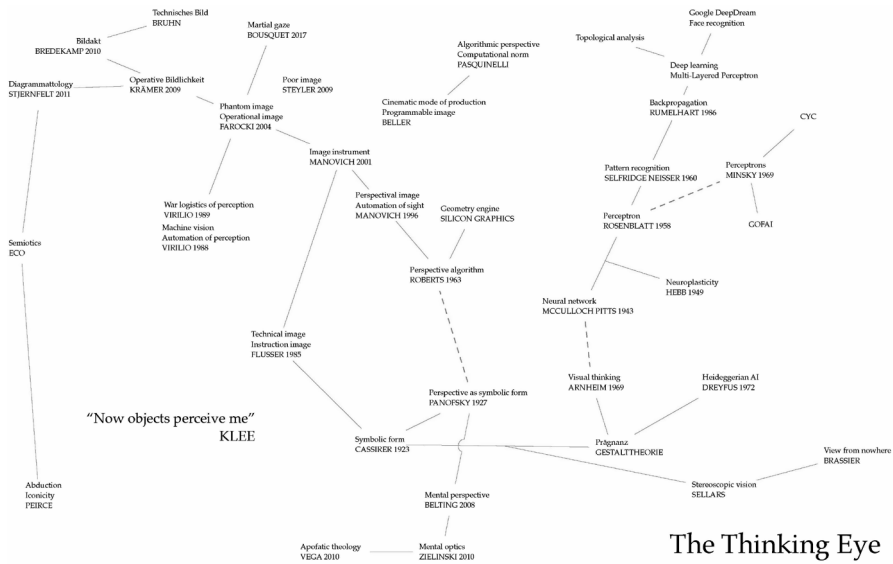 Technisches Bild
BRUHN
Bildakt
BREDEKAMP 2010
Martial gaze
BOUSQUET 2017
Google DeepDream
Face recognition
Topological analysis
Algorithmic perspective
Computational norm
PASQUINELLI
Deep learning
Multi-Layered Perceptron
Diagrammattology
STJERNFELT 2011
Operative Bildlichkeit
KRÄMER 2009
Poor image
STEYLER 2009
Phantom image
Operational image
FAROCKI 2004
Cinematic mode of production
Programmable image
BELLER
Backpropagation
RUMELHART 1986
CYC
Image instrument
MANOVICH 2001
Pattern recognition
SELFRIDGE NEISSER 1960
Perceptrons
MINSKY 1969
Perspectival image
Automation of sight
MANOVICH 1996
War logistics of perception
VIRILIO 1989
Machine vision
Automation of perception
VIRILIO 1988
Geometry engine
SILICON GRAPHICS
Perceptron
ROSENBLATT 1958
GOFAI
Semiotics
ECO
Perspective algorithm
ROBERTS 1963
Neuroplasticity
HEBB 1949
Neural network
MCCULLOCH PITTS 1943
Technical image
Instruction image
FLUSSER 1985
Visual thinking
ARNHEIM 1969
Heideggerian AI
DREYFUS 1972
Perspective as symbolic form
PANOFSKY 1927
“Now objects perceive me”
KLEE
Symbolic form
CASSIRER 1923
Prägnanz
GESTALTTHEORIE
View from nowhere
BRASSIER
Abduction
Iconicity
PEIRCE
Stereoscopic vision
SELLARS
Mental perspective
BELTING 2008
Apofatic theology
VEGA 2010
Mental optics
ZIELINSKI 2010
The Thinking Eye